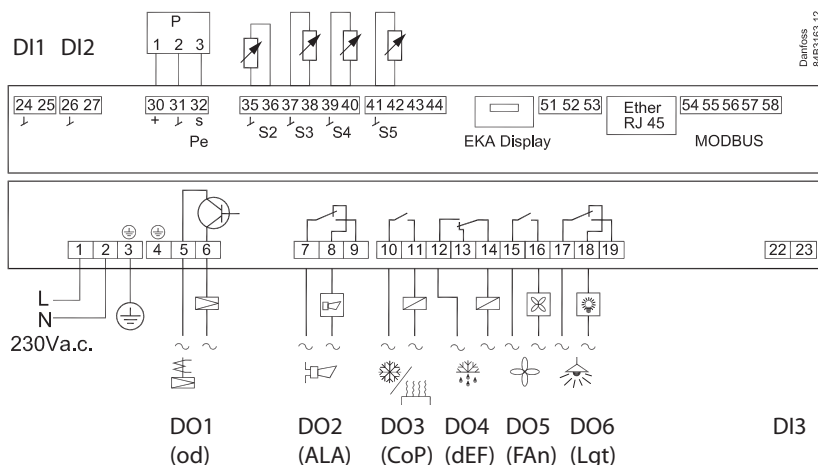 P
DI1 DI2
1 2 3
Danfoss
84B3163.12
24 25 26 27 30 31 32 35 36 37 38 39 40 41 42 43 44 51 52 53 Ether RJ 45 54 55 56 57 58
+ s S2 S3 S4 S5
Pe EKA Display MODBUS
1 2 3 4 5 6 7 8 9 10 11 12 13 14 15 16 17 18 19 22 23
L
N
230Va.c.
DO1 DO2 DO3 DO4 DO5 DO6 DI3
(od) (ALA) (CoP) (dEF) (FAn) (Lgt)